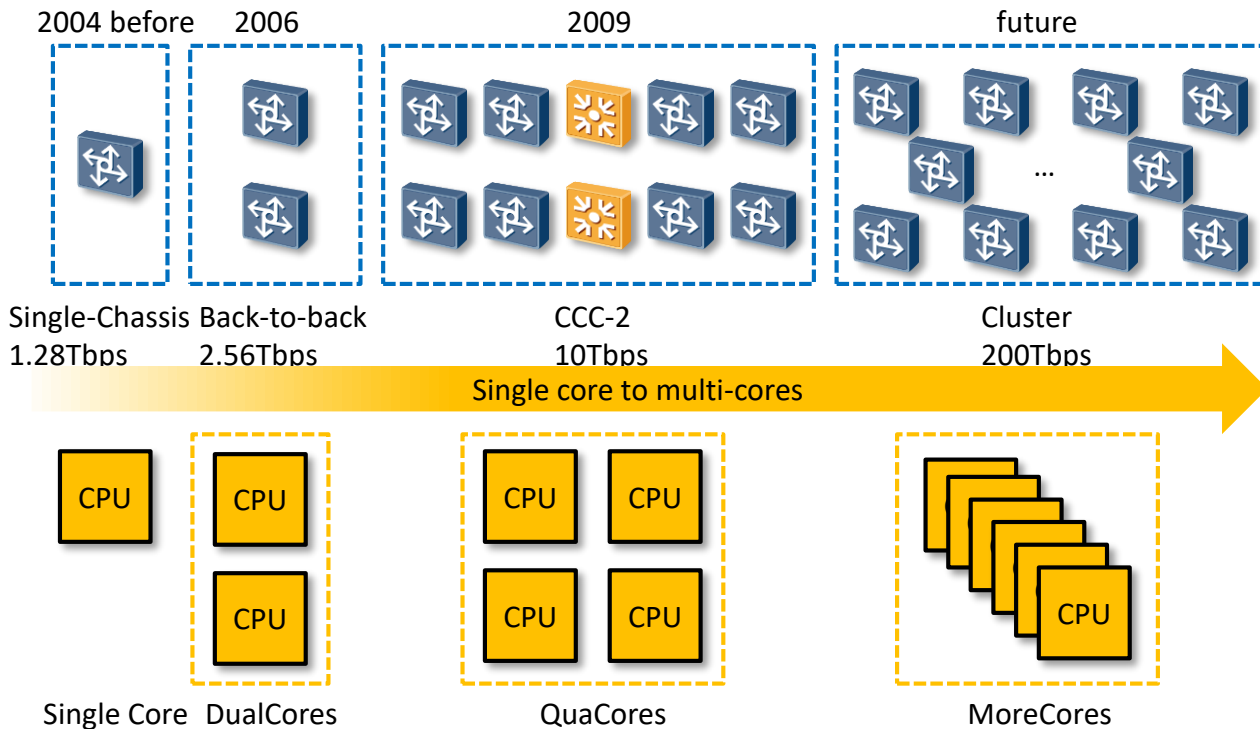 2004 before
2006
2009
future
...
Single-Chassis
1.28Tbps
Back-to-back
2.56Tbps
CCC-2
10Tbps
Cluster
200Tbps
Single core to multi-cores
CPU
CPU
CPU
CPU
CPU
CPU
CPU
CPU
Single Core
DualCores
QuaCores
MoreCores